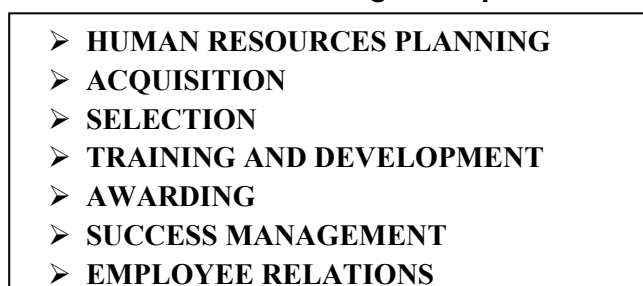 ➢ HUMAN RESOURCES PLANNING
➢ ACQUISITION
➢ SELECTION
➢ TRAINING AND DEVELOPMENT
➢ AWARDING
➢ SUCCESS MANAGEMENT
➢ EMPLOYEE RELATIONS